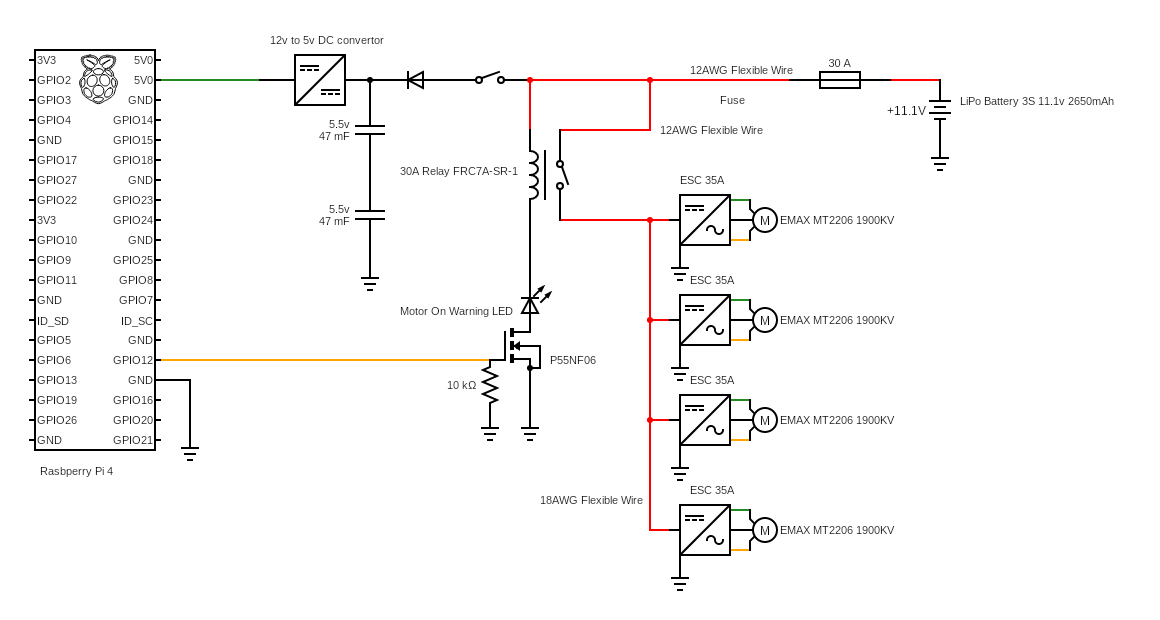 12v to 5v DC convertor
3V3 5V0
GPIO2 5V0
GPIO3 GND
GPIO4 GPIO14
GND GPIO15
GPIO17 GPIO18
GPIO27 GND
GPIO22 GPIO23
3V3 GPIO24
GPIO10 GND
GPIO9 GPIO25
GPIO11 GPIO8
GND GPIO7
ID_SD ID_SC
GPIO5 GND
GPIO6 GPIO12
GPIO13 GND
GPIO19 GPIO16
GPIO26 GPIO20
GND GPIO21
Rasbperry Pi 4
5.5v
47 mF
5.5v
47 mF
12AWG Flexible Wire
30 A
Fuse
+11.1V
LiPo Battery 3S 11.1v 2650mAh
12AWG Flexible Wire
30A Relay FRC7A-SR-1
Motor On Warning LED
P55NF06
10 kΩ
ESC 35A
M
EMAX MT2206 1900KV
ESC 35A
M
EMAX MT2206 1900KV
ESC 35A
M
EMAX MT2206 1900KV
18AWG Flexible Wire
ESC 35A
M
EMAX MT2206 1900KV